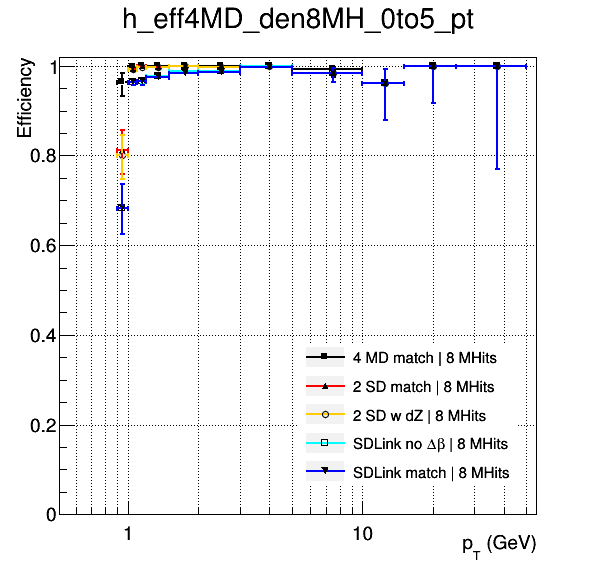 h_eff4MD_den8MH_0to5_pt
Efficiency
1
0.8
0.6
0.4
0.2
0
4 MD match | 8 MHits
2 SD match | 8 MHits
2 SD w dZ | 8 MHits
SDLink no Δβ | 8 MHits
SDLink match | 8 MHits
1 10
p_T (GeV)